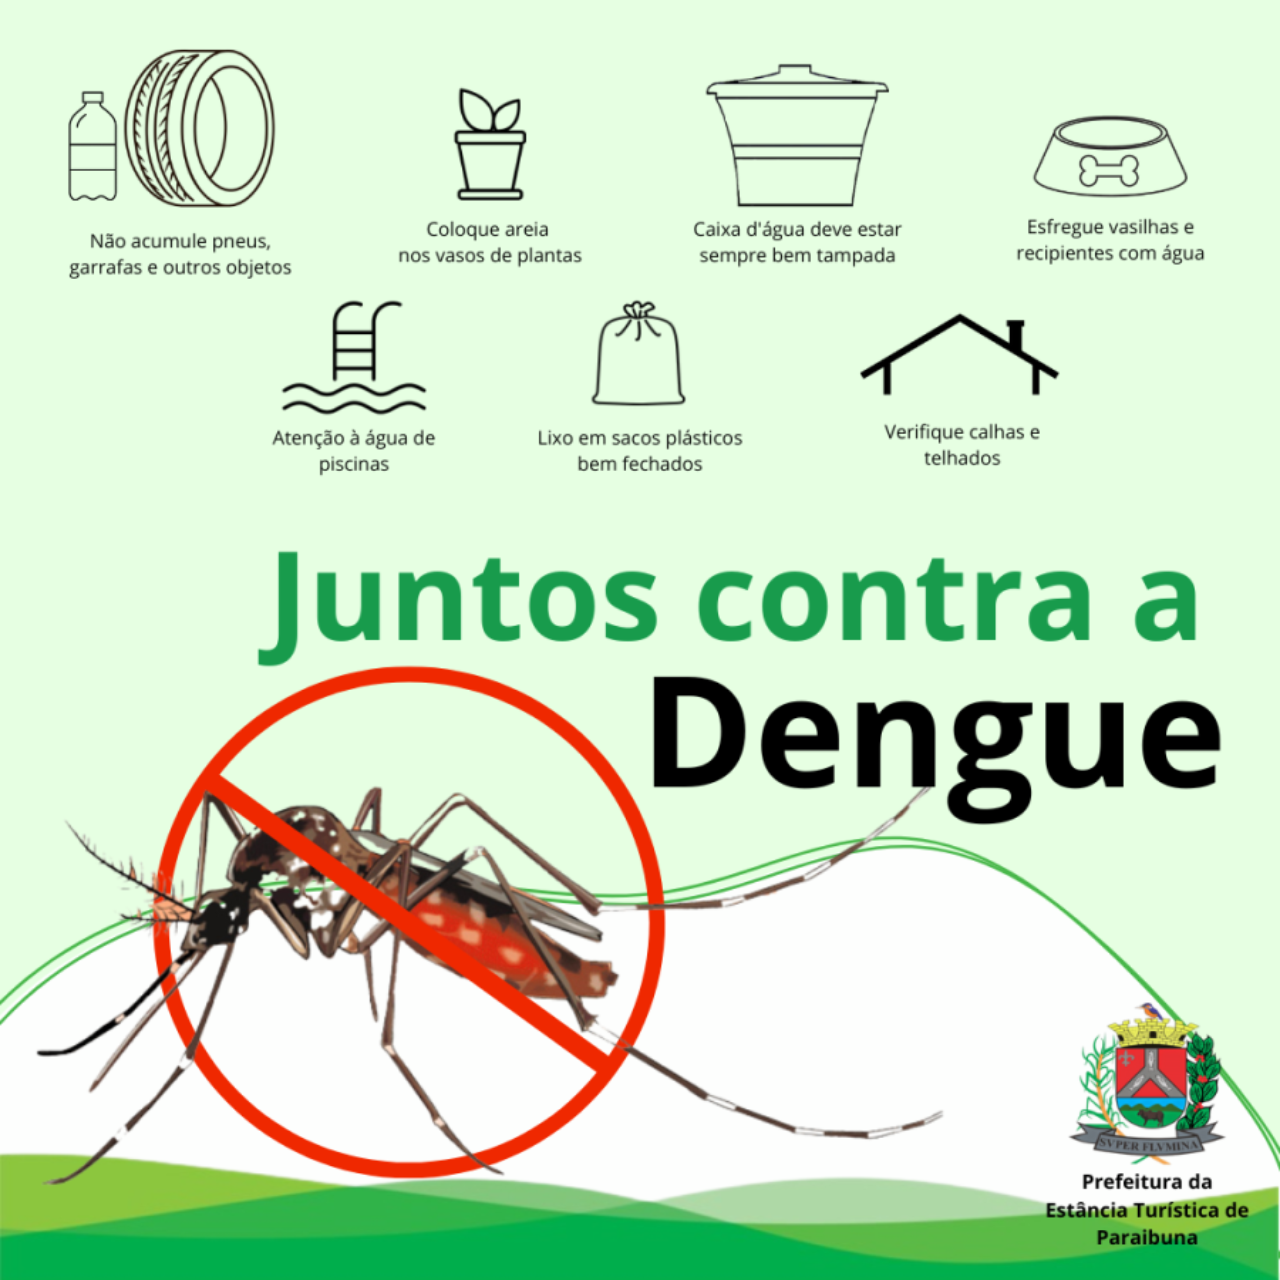 Não acumule pneus,
garrafas e outros objetos
Coloque areia
nos vasos de plantas
Caixa d'água deve estar
sempre bem tampada
Esfregue vasilhas e
recipientes com água
Atenção à água de
piscinas
Lixo em sacos plásticos
bem fechados
Verifique calhas e
telhados
Juntos contra a
Dengue
SVPER FLVMINA
Prefeitura da
Estância Turística de
Paraibuna